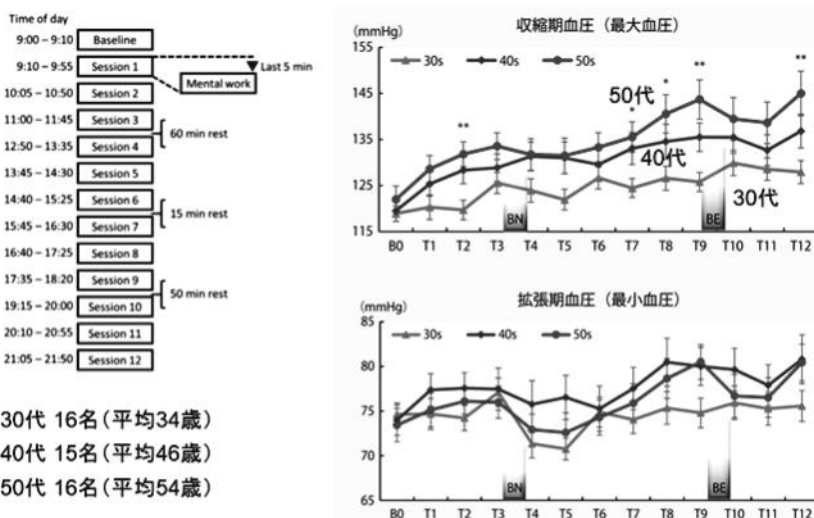 Time of day
9:00 – 9:10 Baseline
9:10 – 9:55 Session 1
Last 5 min
Mental work
10:05 – 10:50 Session 2
11:00 – 11:45 Session 3
60 min rest
12:50 – 13:35 Session 4
13:45 – 14:30 Session 5
14:40 – 15:25 Session 6
15 min rest
15:45 – 16:30 Session 7
16:40 – 17:25 Session 8
17:35 – 18:20 Session 9
50 min rest
19:15 – 20:00 Session 10
20:10 – 20:55 Session 11
21:05 – 21:50 Session 12
30代 16名(平均34歳)
40代 15名(平均46歳)
50代 16名(平均54歳)
収縮期血圧(最大血圧)
(mmHg)
155
30s 40s 50s
** * * ** **
145
50代
135
40代
125
30代
115
BN BE
B0 T1 T2 T3 T4 T5 T6 T7 T8 T9 T10 T11 T12
拡張期血圧(最小血圧)
(mmHg)
85
30s 40s 50s
80
75
70
65
BN BE
B0 T1 T2 T3 T4 T5 T6 T7 T8 T9 T10 T11 T12